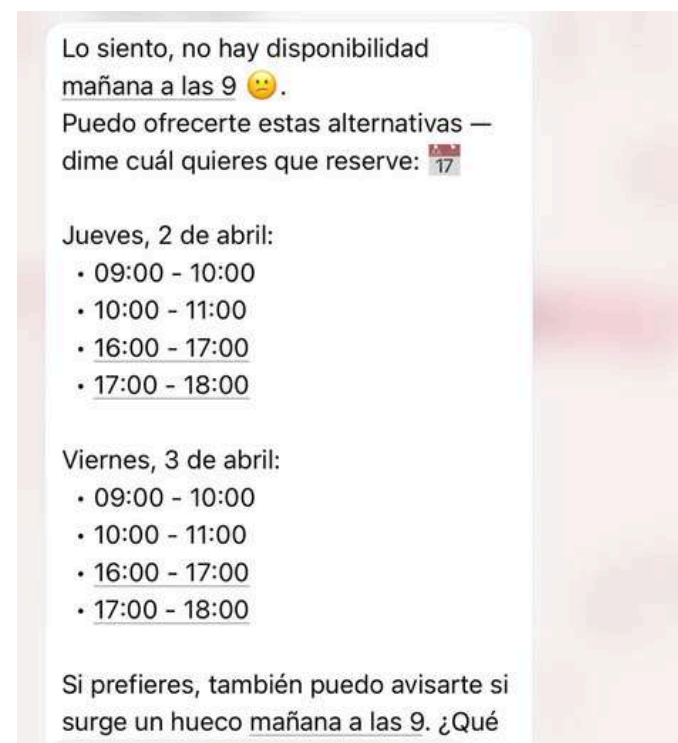 Lo siento, no hay disponibilidad
mañana a las 9 😕.
Puedo ofrecerte estas alternativas —
dime cuál quieres que reserve: 📅
Jueves, 2 de abril:
• 09:00 - 10:00
• 10:00 - 11:00
• 16:00 - 17:00
• 17:00 - 18:00
Viernes, 3 de abril:
• 09:00 - 10:00
• 10:00 - 11:00
• 16:00 - 17:00
• 17:00 - 18:00
Si prefieres, también puedo avisarte si
surge un hueco mañana a las 9. ¿Qué